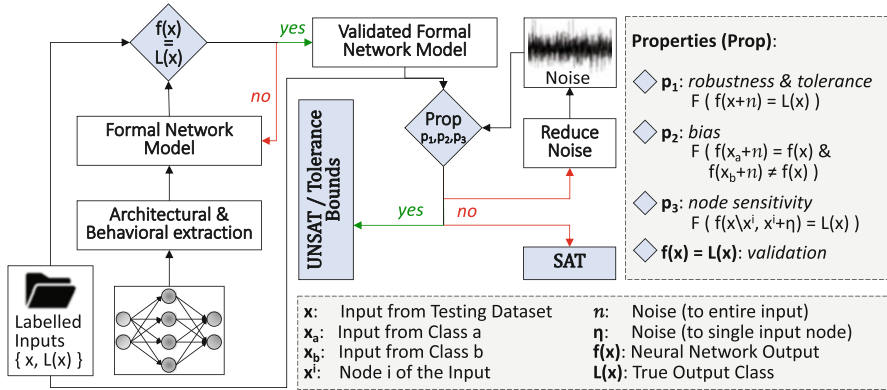 f(x)
=
L(x)
yes
no
Validated Formal
Network Model
Noise
Prop
p1,p2,p3
Reduce
Noise
Formal Network
Model
Architectural &
Behavioral extraction
UNSAT / Tolerance
Bounds
yes
no
SAT
Labelled
Inputs
{ x, L(x) }
Properties (Prop):
p1: robustness & tolerance
F ( f(x+n) = L(x) )
p2: bias
F ( f(xa+n) = f(x) &
f(xb+n) ≠ f(x) )
p3: node sensitivity
F ( f(x\xⁱ, xⁱ+η) = L(x) )
f(x) = L(x): validation
x: Input from Testing Dataset
xa: Input from Class a
xb: Input from Class b
xⁱ: Node i of the Input
n: Noise (to entire input)
η: Noise (to single input node)
f(x): Neural Network Output
L(x): True Output Class